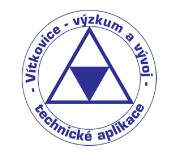 - Vítkovice - výzkum a vývoj -
technické aplikace